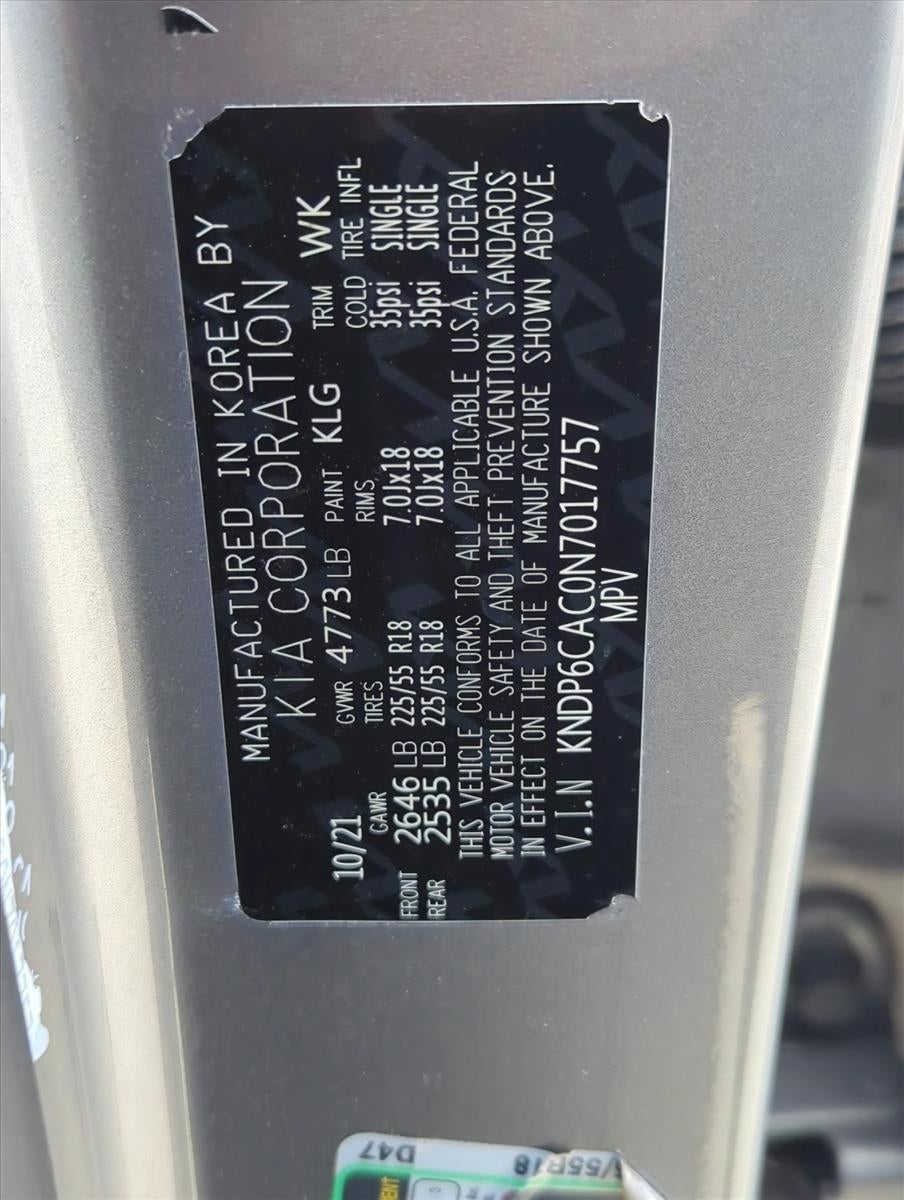 MANUFACTURED IN KOREA BY
KIA CORPORATION
10/21 GVWR 4773LB PAINT KLG TRIM WK
GAWR TIRES RIMS COLD TIRE INFL
FRONT 2646 LB 225/55 R18 7.0Jx18 35psi SINGLE
REAR 2535 LB 225/55 R18 7.0Jx18 35psi SINGLE
THIS VEHICLE CONFORMS TO ALL APPLICABLE U.S.A. FEDERAL
MOTOR VEHICLE SAFETY AND THEFT PREVENTION STANDARDS
IN EFFECT ON THE DATE OF MANUFACTURE SHOWN ABOVE.
V.I.N KNDP6CAC0N7017757
MPV
/55R18 D47